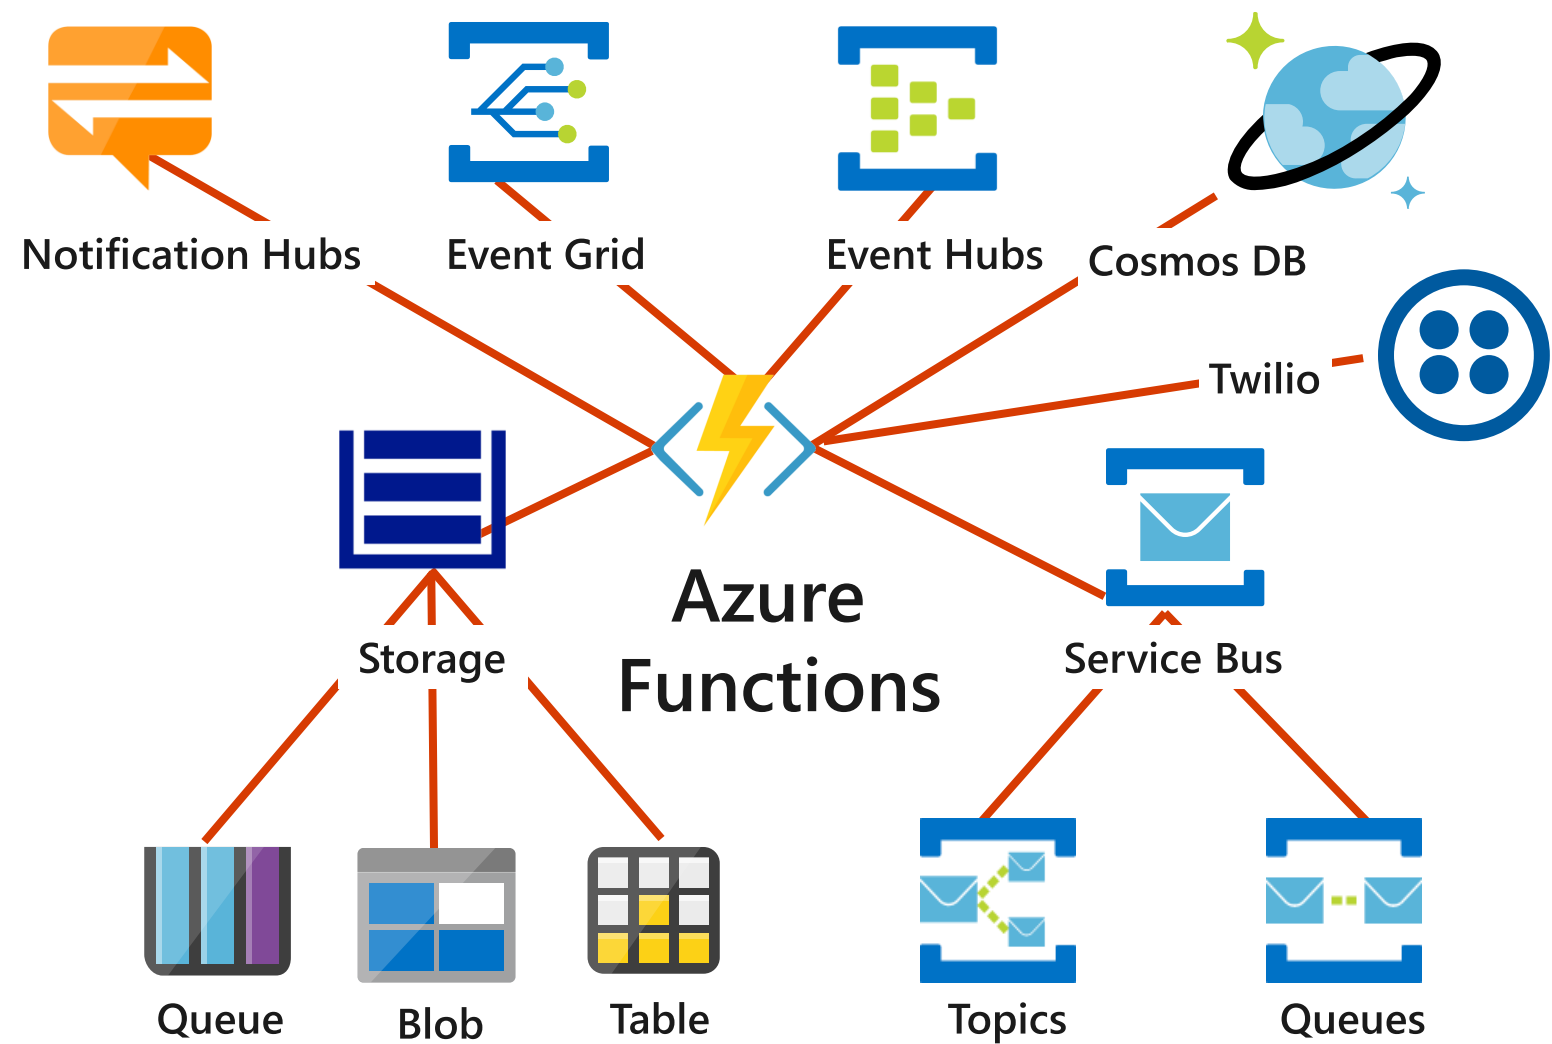 Notification Hubs
Event Grid
Event Hubs
Cosmos DB
Twilio
Azure
Functions
Storage
Service Bus
Queue
Blob
Table
Topics
Queues